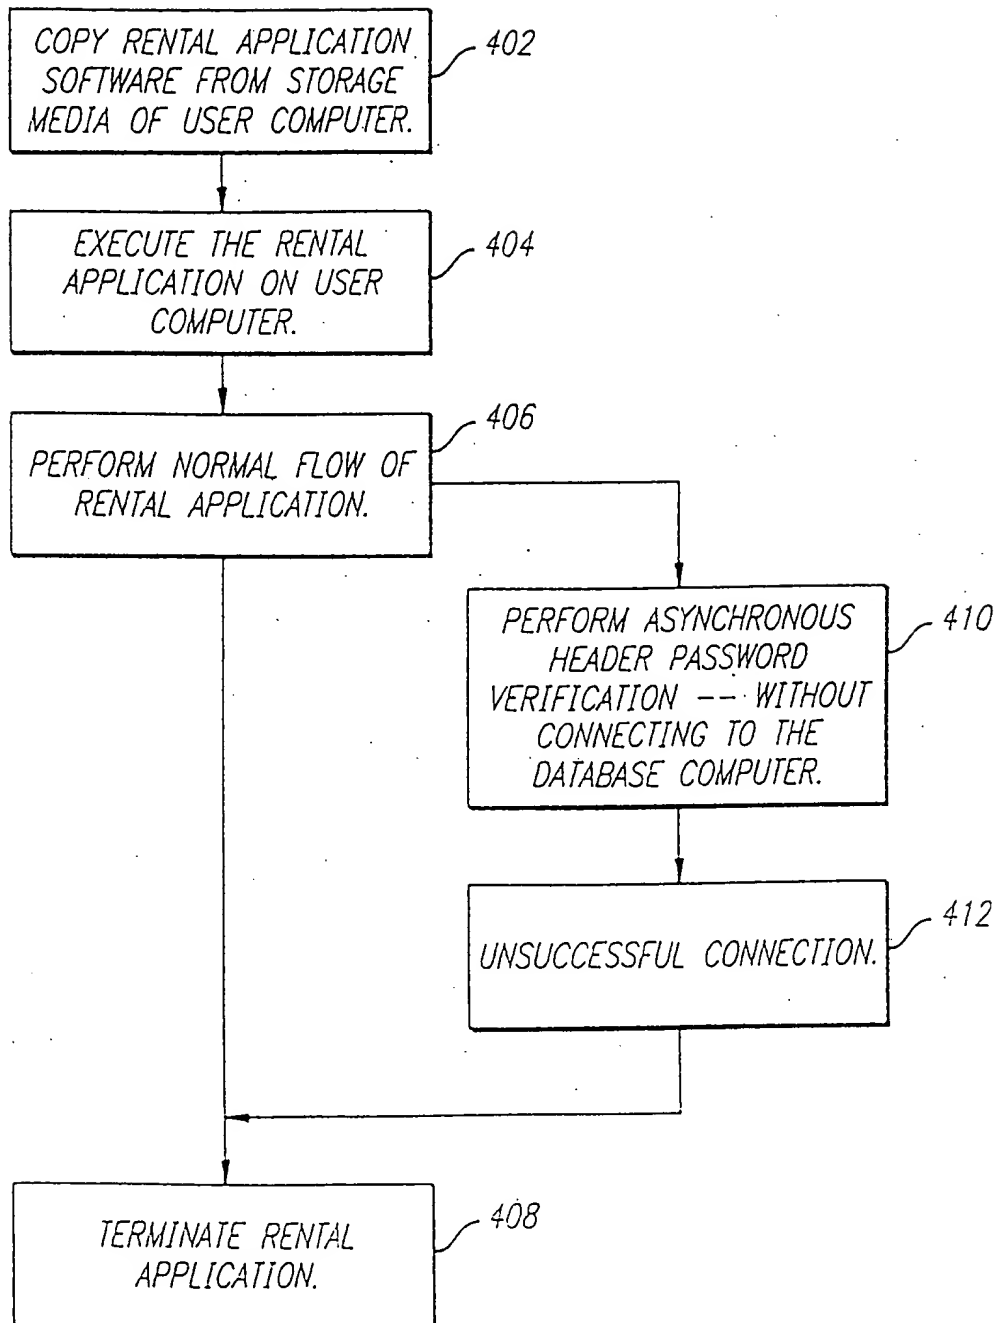 COPY RENTAL APPLICATION
SOFTWARE FROM STORAGE
MEDIA OF USER COMPUTER.
402
EXECUTE THE RENTAL
APPLICATION ON USER
COMPUTER.
404
PERFORM NORMAL FLOW OF
RENTAL APPLICATION.
406
PERFORM ASYNCHRONOUS
HEADER PASSWORD
VERIFICATION -- WITHOUT
CONNECTING TO THE
DATABASE COMPUTER.
410
UNSUCCESSFUL CONNECTION.
412
TERMINATE RENTAL
APPLICATION.
408